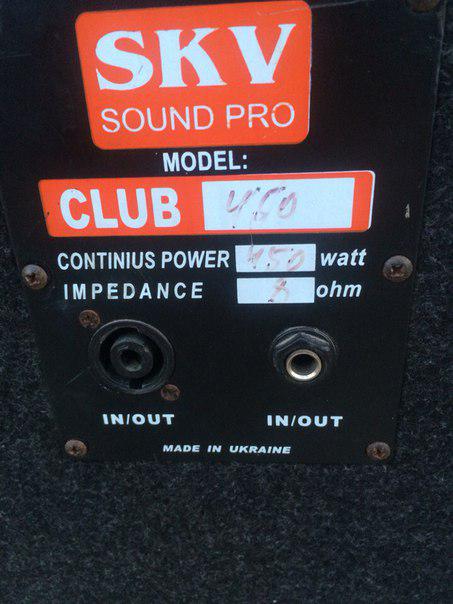 SKV
SOUND PRO
MODEL:
CLUB 450
CONTINIUS POWER 450 watt
IMPEDANCE 8 ohm
IN/OUT IN/OUT
MADE IN UKRAINE